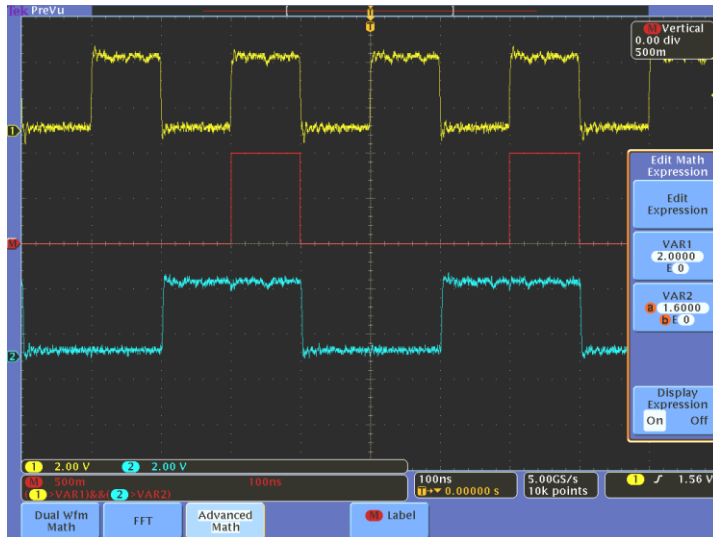 Tek PreVu
T
T
M Vertical
0.00 div
500m
1
Edit Math
Expression
Edit
Expression
VAR1
2.0000
E 0
M
VAR2
a 1.6000
b E 0
2
Display
Expression
On Off
1 2.00 V 2 2.00 V
M 500m 100ns
(1>VAR1)&&(2>VAR2)
100ns
T→▼ 0.00000 s
5.00GS/s
10k points
1 ∫ 1.56 V
Dual Wfm
Math
FFT
Advanced
Math
M Label